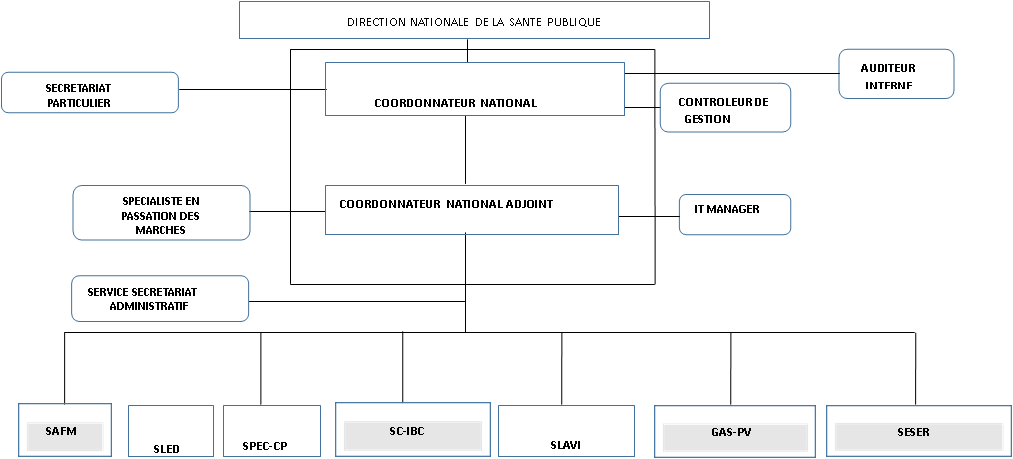 DIRECTION NATIONALE DE LA SANTE PUBLIQUE
SECRETARIAT
PARTICULIER
COORDONNATEUR NATIONAL
AUDITEUR
INTERNE
CONTROLEUR DE
GESTION
SPECIALISTE EN
PASSATION DES
MARCHES
COORDONNATEUR NATIONAL ADJOINT
IT MANAGER
SERVICE SECRETARIAT
ADMINISTRATIF
SAFM
SLED
SPEC-CP
SC-IBC
SLAVI
GAS-PV
SESER